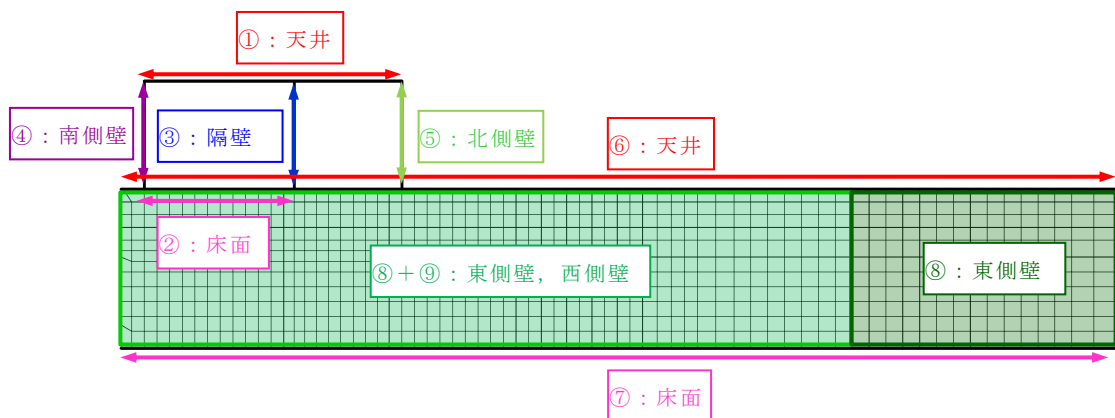 ①：天井
④：南側壁
③：隔壁
⑤：北側壁
⑥：天井
②：床面
⑧＋⑨：東側壁，西側壁
⑧：東側壁
⑦：床面